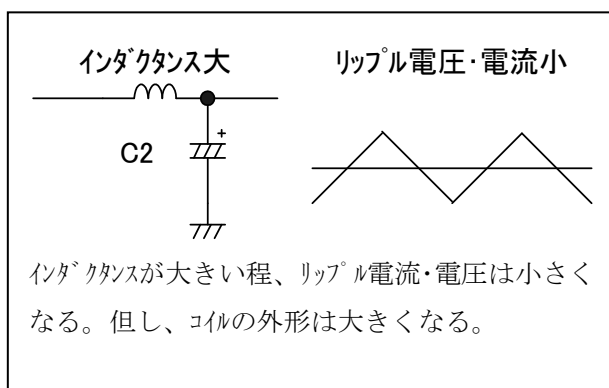 インダクタンス大
リップル電圧・電流小
+
C2
インダクタンスが大きい程、リップル電流・電圧は小さく
なる。但し、コイルの外形は大きくなる。